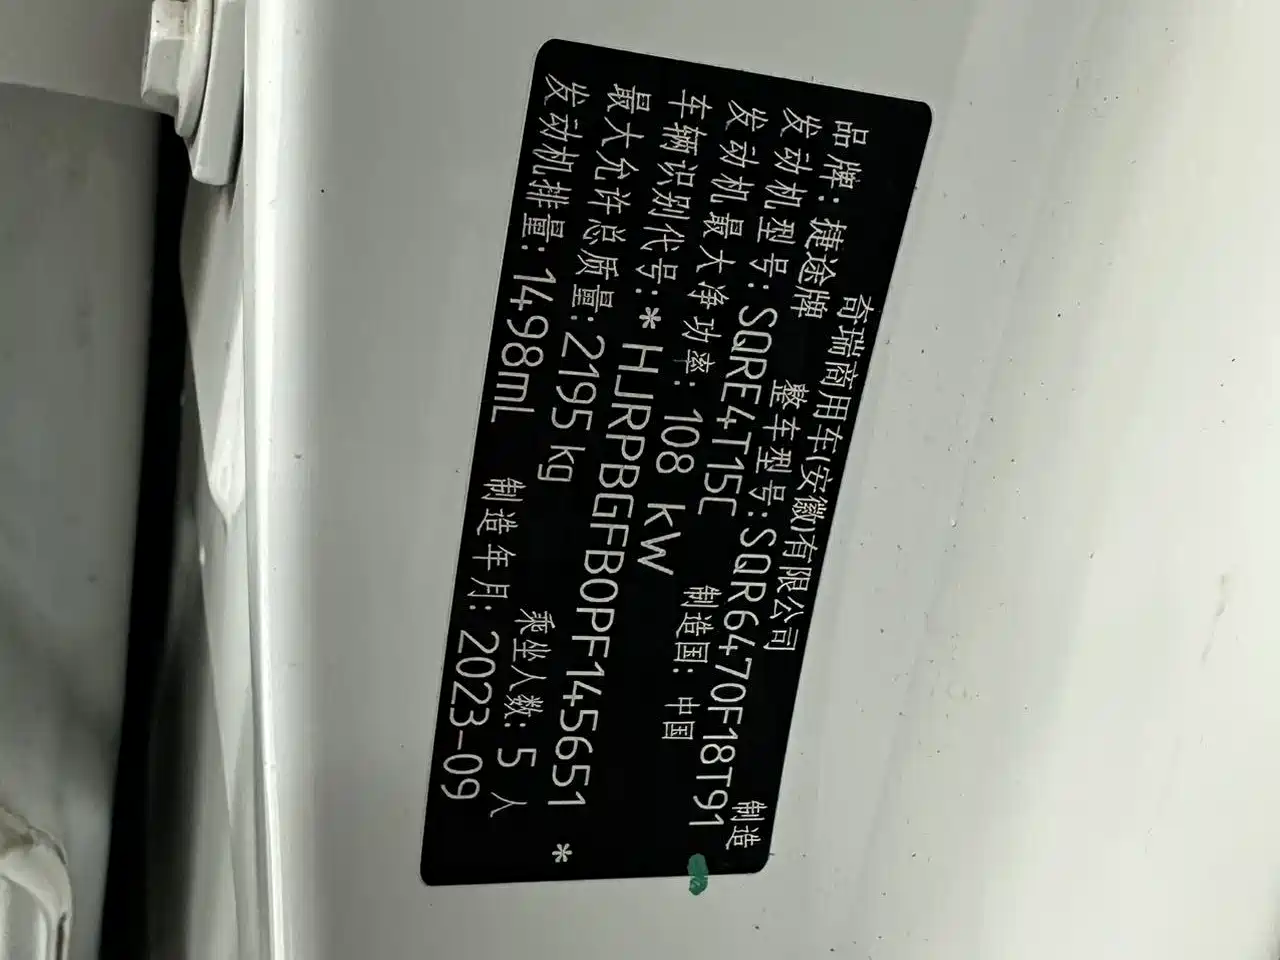 奇瑞商用车(安徽)有限公司 制造
品牌: 捷途牌 整车型号:SQR6470F18T91
发动机型号:SQRE4T15C
发动机最大净功率: 108 kW 制造国: 中国
车辆识别代号:*HJRPBGFB0PF145651*
最大允许总质量:2195kg 乘坐人数: 5 人
发动机排量:1498mL 制造年月: 2023-09